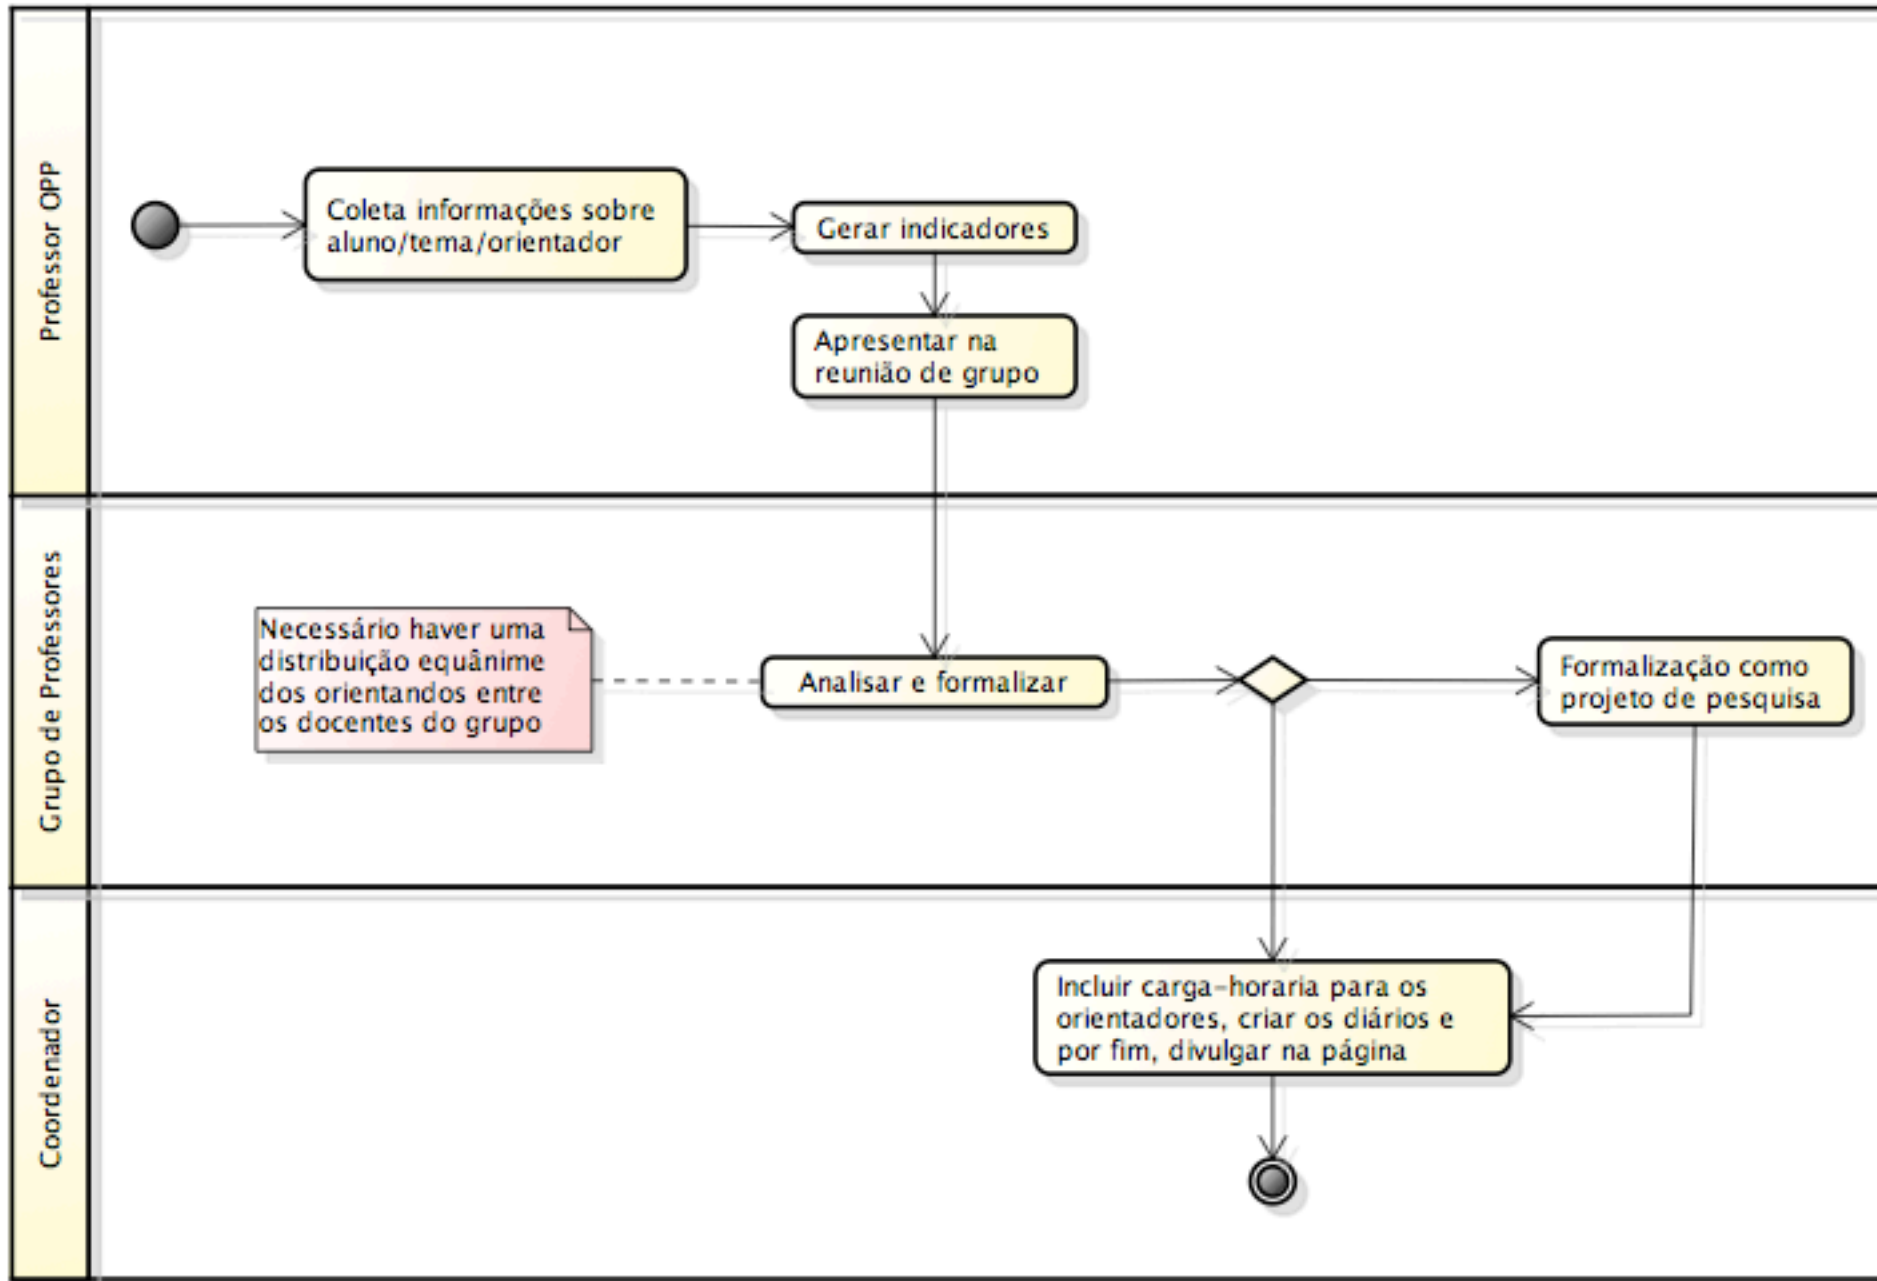 Professor OPP
Coleta informações sobre
aluno/tema/orientador
Gerar indicadores
Apresentar na
reunião de grupo
Grupo de Professores
Necessário haver uma
distribuição equânime
dos orientandos entre
os docentes do grupo
Analisar e formalizar
Formalização como
projeto de pesquisa
Coordenador
Incluir carga-horaria para os
orientadores, criar os diários e
por fim, divulgar na página